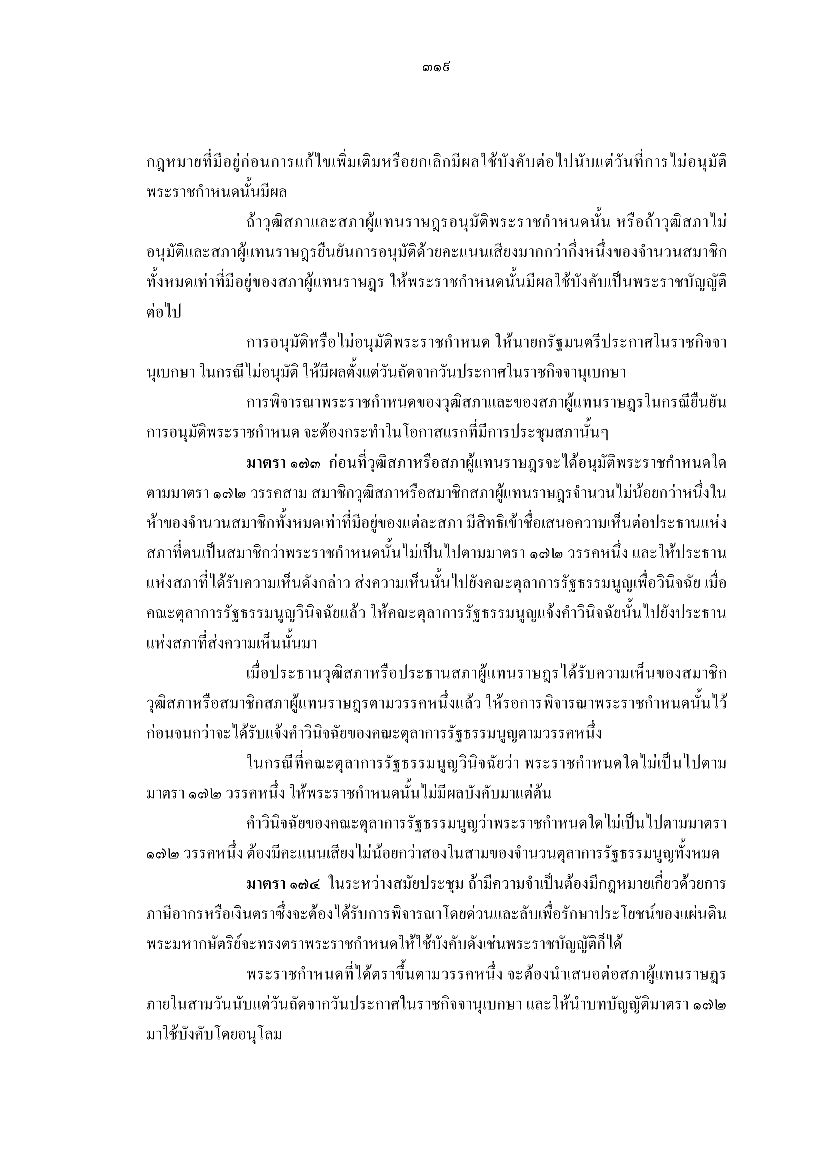 ๓๑๙
กฎหมายที่มีอยู่ก่อนการแก้ไขเพิ่มเติมหรือยกเลิกมีผลใช้บังคับต่อไปนับแต่วันที่การไม่อนุมัติ
พระราชกำหนดนั้นมีผล
ถ้าวุฒิสภาและสภาผู้แทนราษฎรอนุมัติพระราชกำหนดนั้น หรือถ้าวุฒิสภาไม่
อนุมัติและสภาผู้แทนราษฎรยืนยันการอนุมัติด้วยคะแนนเสียงมากกว่ากึ่งหนึ่งของจำนวนสมาชิก
ทั้งหมดเท่าที่มีอยู่ของสภาผู้แทนราษฎร ให้พระราชกำหนดนั้นมีผลใช้บังคับเป็นพระราชบัญญัติ
ต่อไป
การอนุมัติหรือไม่อนุมัติพระราชกำหนด ให้นายกรัฐมนตรีประกาศในราชกิจจา
นุเบกษา ในกรณีไม่อนุมัติ ให้มีผลตั้งแต่วันถัดจากวันประกาศในราชกิจจานุเบกษา
การพิจารณาพระราชกำหนดของวุฒิสภาและของสภาผู้แทนราษฎรในกรณียืนยัน
การอนุมัติพระราชกำหนด จะต้องกระทำในโอกาสแรกที่มีการประชุมสภานั้นๆ
มาตรา ๑๗๓ ก่อนที่วุฒิสภาหรือสภาผู้แทนราษฎรจะได้อนุมัติพระราชกำหนดใด
ตามมาตรา ๑๗๒ วรรคสาม สมาชิกวุฒิสภาหรือสมาชิกสภาผู้แทนราษฎรจำนวนไม่น้อยกว่าหนึ่งใน
ห้าของจำนวนสมาชิกทั้งหมดเท่าที่มีอยู่ของแต่ละสภา มีสิทธิเข้าชื่อเสนอความเห็นต่อประธานแห่ง
สภาที่ตนเป็นสมาชิกว่าพระราชกำหนดนั้นไม่เป็นไปตามมาตรา ๑๗๒ วรรคหนึ่ง และให้ประธาน
แห่งสภาที่ได้รับความเห็นดังกล่าว ส่งความเห็นนั้นไปยังคณะตุลาการรัฐธรรมนูญเพื่อวินิจฉัย เมื่อ
คณะตุลาการรัฐธรรมนูญวินิจฉัยแล้ว ให้คณะตุลาการรัฐธรรมนูญแจ้งคำวินิจฉัยนั้นไปยังประธาน
แห่งสภาที่ส่งความเห็นนั้นมา
เมื่อประธานวุฒิสภาหรือประธานสภาผู้แทนราษฎรได้รับความเห็นของสมาชิก
วุฒิสภาหรือสมาชิกสภาผู้แทนราษฎรตามวรรคหนึ่งแล้ว ให้รอการพิจารณาพระราชกำหนดนั้นไว้
ก่อนจนกว่าจะได้รับแจ้งคำวินิจฉัยของคณะตุลาการรัฐธรรมนูญตามวรรคหนึ่ง
ในกรณีที่คณะตุลาการรัฐธรรมนูญวินิจฉัยว่า พระราชกำหนดใดไม่เป็นไปตาม
มาตรา ๑๗๒ วรรคหนึ่ง ให้พระราชกำหนดนั้นไม่มีผลบังคับมาแต่ต้น
คำวินิจฉัยของคณะตุลาการรัฐธรรมนูญว่าพระราชกำหนดใดไม่เป็นไปตามมาตรา
๑๗๒ วรรคหนึ่ง ต้องมีคะแนนเสียงไม่น้อยกว่าสองในสามของจำนวนตุลาการรัฐธรรมนูญทั้งหมด
มาตรา ๑๗๔ ในระหว่างสมัยประชุม ถ้ามีความจำเป็นต้องมีกฎหมายเกี่ยวด้วยการ
ภาษีอากรหรือเงินตราซึ่งจะต้องได้รับการพิจารณาโดยด่วนและลับเพื่อรักษาประโยชน์ของแผ่นดิน
พระมหากษัตริย์จะทรงตราพระราชกำหนดให้ใช้บังคับดังเช่นพระราชบัญญัติก็ได้
พระราชกำหนดที่ได้ตราขึ้นตามวรรคหนึ่ง จะต้องนำเสนอต่อสภาผู้แทนราษฎร
ภายในสามวันนับแต่วันถัดจากวันประกาศในราชกิจจานุเบกษา และให้นำบทบัญญัติมาตรา ๑๗๒
มาใช้บังคับโดยอนุโลม